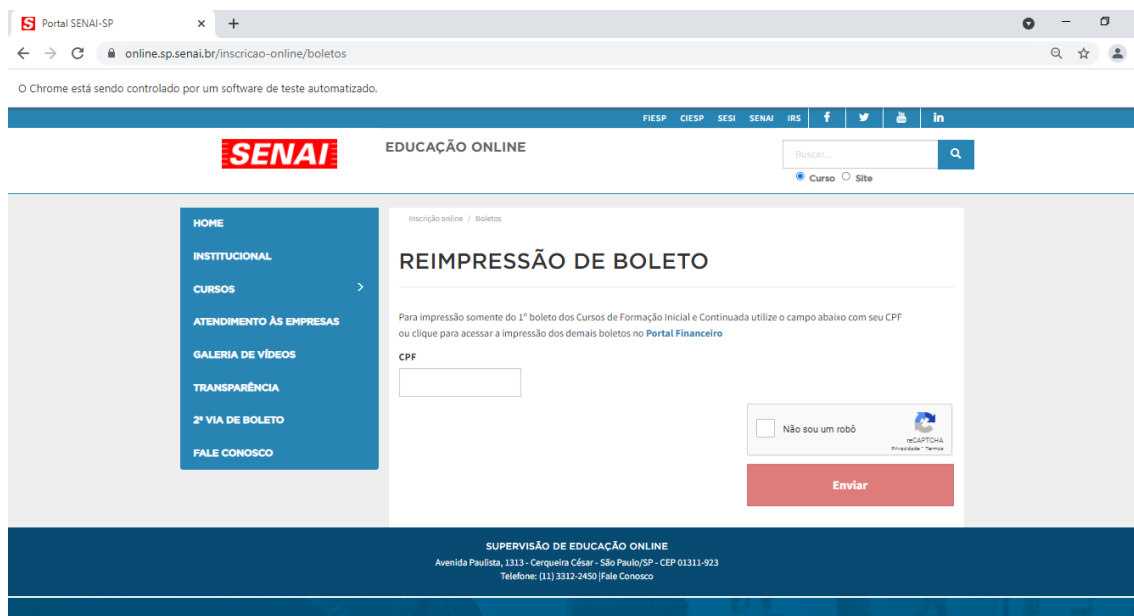 Portal SENAI-SP
online.sp.senai.br/inscricao-online/boletos
O Chrome está sendo controlado por um software de teste automatizado.
FIESP CIESP SESI SENAI IRS
SENAI
EDUCAÇÃO ONLINE
Buscar...
Curso Site
HOME
INSTITUCIONAL
CURSOS
ATENDIMENTO ÀS EMPRESAS
GALERIA DE VÍDEOS
TRANSPARÊNCIA
2ª VIA DE BOLETO
FALE CONOSCO
Inscrição online / Boletos
REIMPRESSÃO DE BOLETO
Para impressão somente do 1º boleto dos Cursos de Formação Inicial e Continuada utilize o campo abaixo com seu CPF
ou clique para acessar a impressão dos demais boletos no Portal Financeiro
CPF
Não sou um robô
reCAPTCHA
Privacidade - Termos
Enviar
SUPERVISÃO DE EDUCAÇÃO ONLINE
Avenida Paulista, 1313 - Cerqueira César - São Paulo/SP - CEP 01311-923
Telefone: (11) 3312-2450 |Fale Conosco